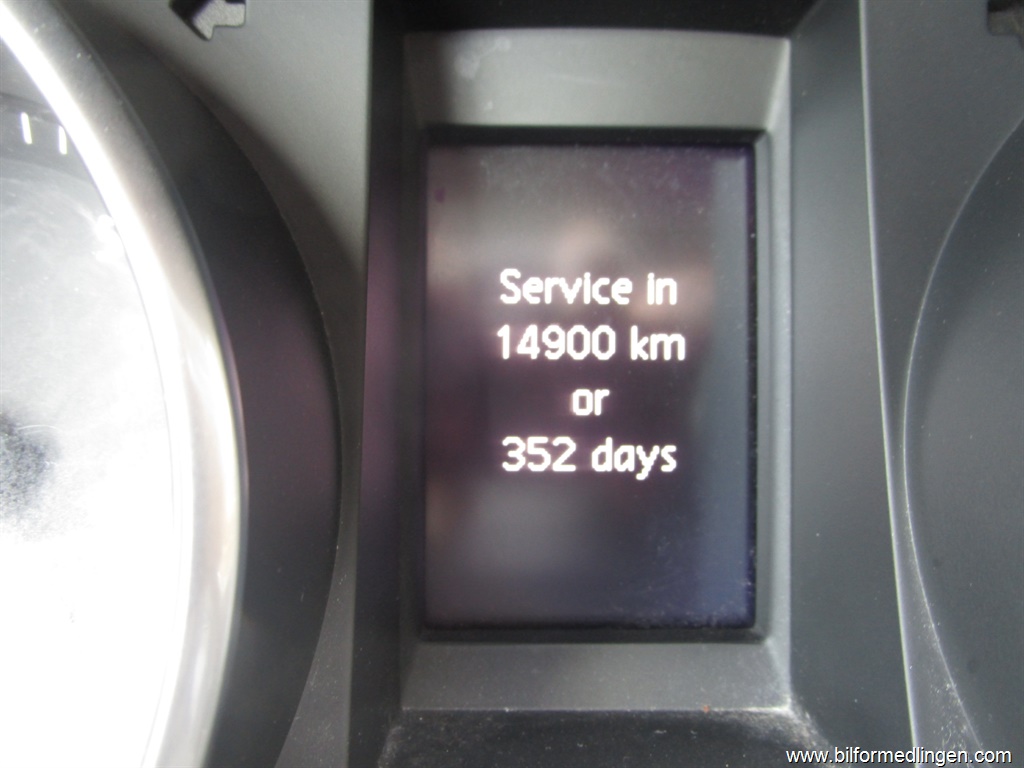 Service in
14900 km
or
352 days
www.bilformedlingen.com